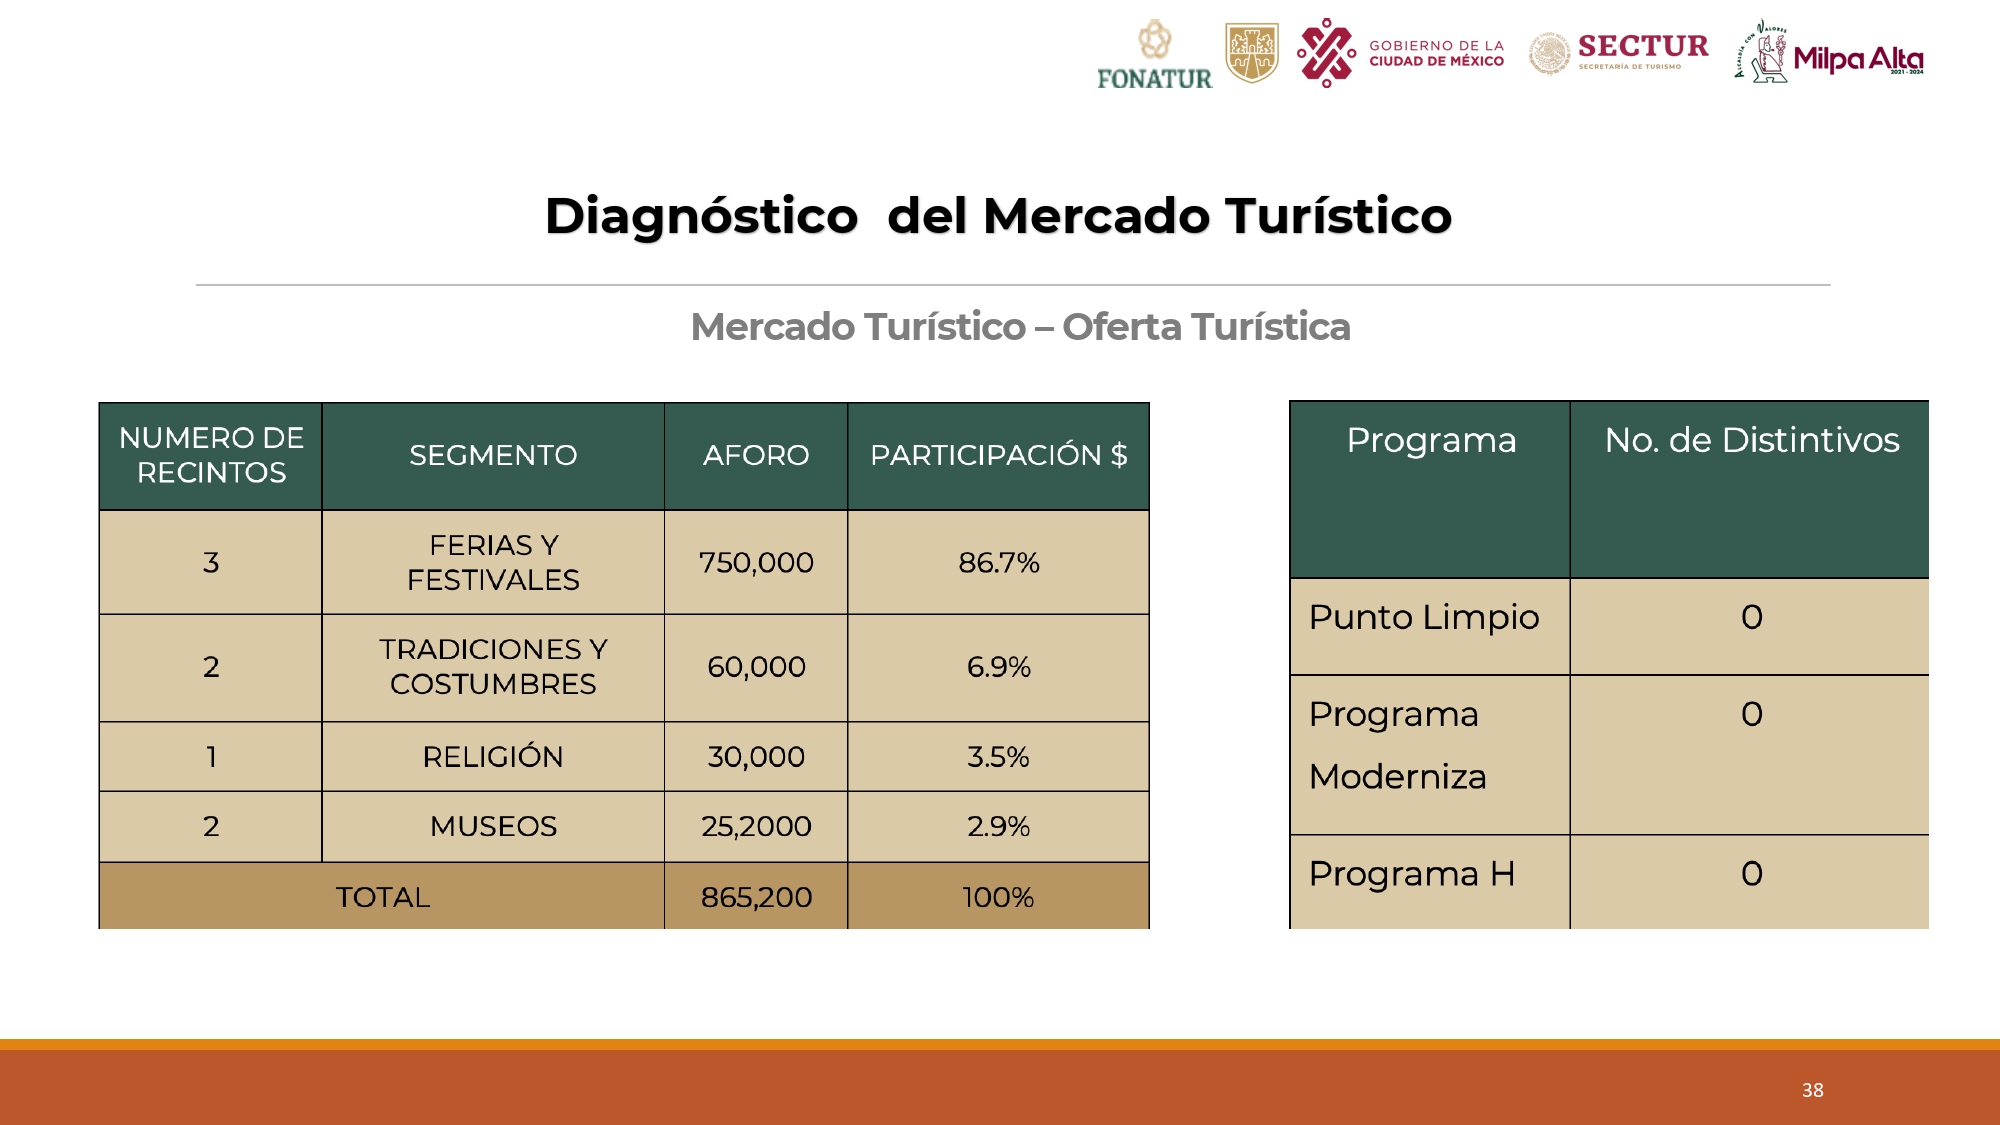 FONATUR
GOBIERNO DE LA
CIUDAD DE MÉXICO
SECTUR
SECRETARÍA DE TURISMO
ALCALDÍA CON VALORES
Milpa Alta
2021 - 2024
Diagnóstico del Mercado Turístico
Mercado Turístico – Oferta Turística
NUMERO DE
RECINTOS
SEGMENTO
AFORO
PARTICIPACIÓN $
3
FERIAS Y
FESTIVALES
750,000
86.7%
2
TRADICIONES Y
COSTUMBRES
60,000
6.9%
1
RELIGIÓN
30,000
3.5%
2
MUSEOS
25,2000
2.9%
TOTAL
865,200
100%
Programa
No. de Distintivos
Punto Limpio
0
Programa
Moderniza
0
Programa H
0
38